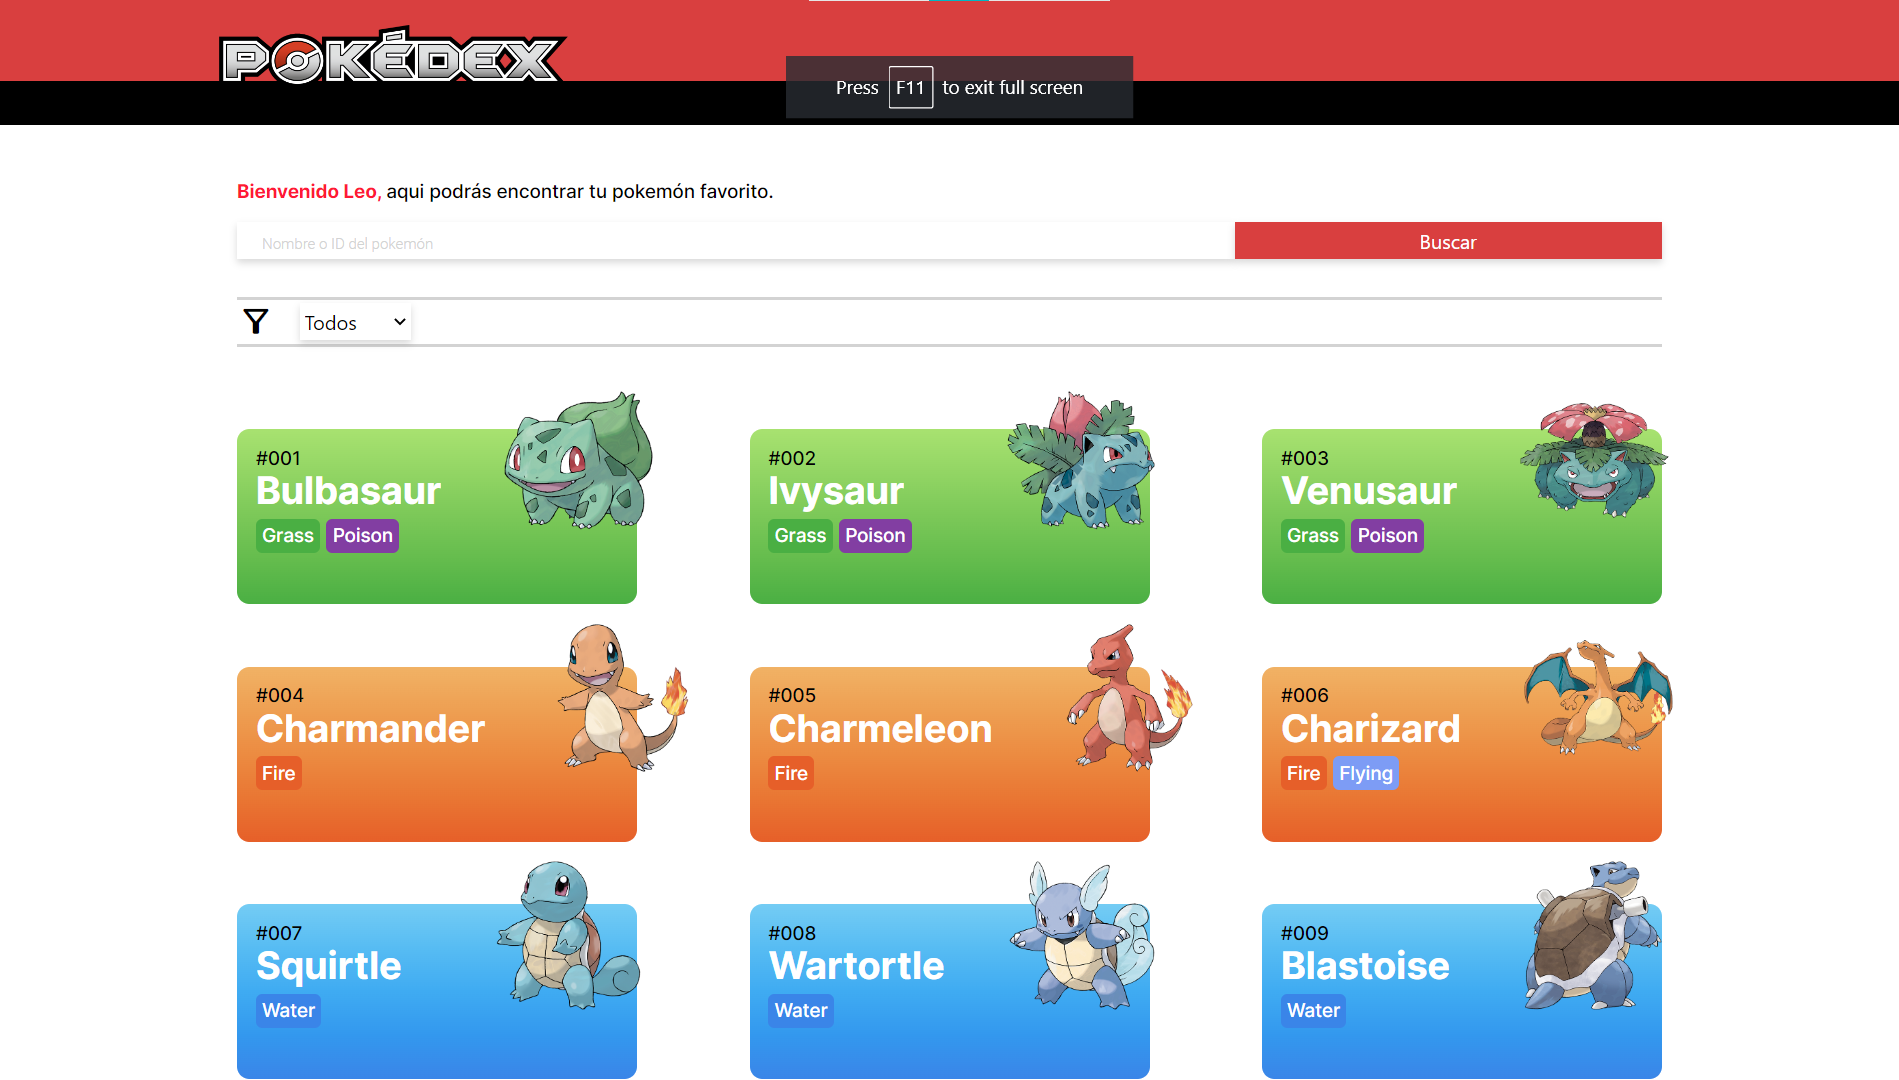 POKÉDEX
Press F11 to exit full screen
Bienvenido Leo, aqui podrás encontrar tu pokemón favorito.
Nombre o ID del pokemón
Buscar
Todos
#001
Bulbasaur
Grass Poison
#002
Ivysaur
Grass Poison
#003
Venusaur
Grass Poison
#004
Charmander
Fire
#005
Charmeleon
Fire
#006
Charizard
Fire Flying
#007
Squirtle
Water
#008
Wartortle
Water
#009
Blastoise
Water